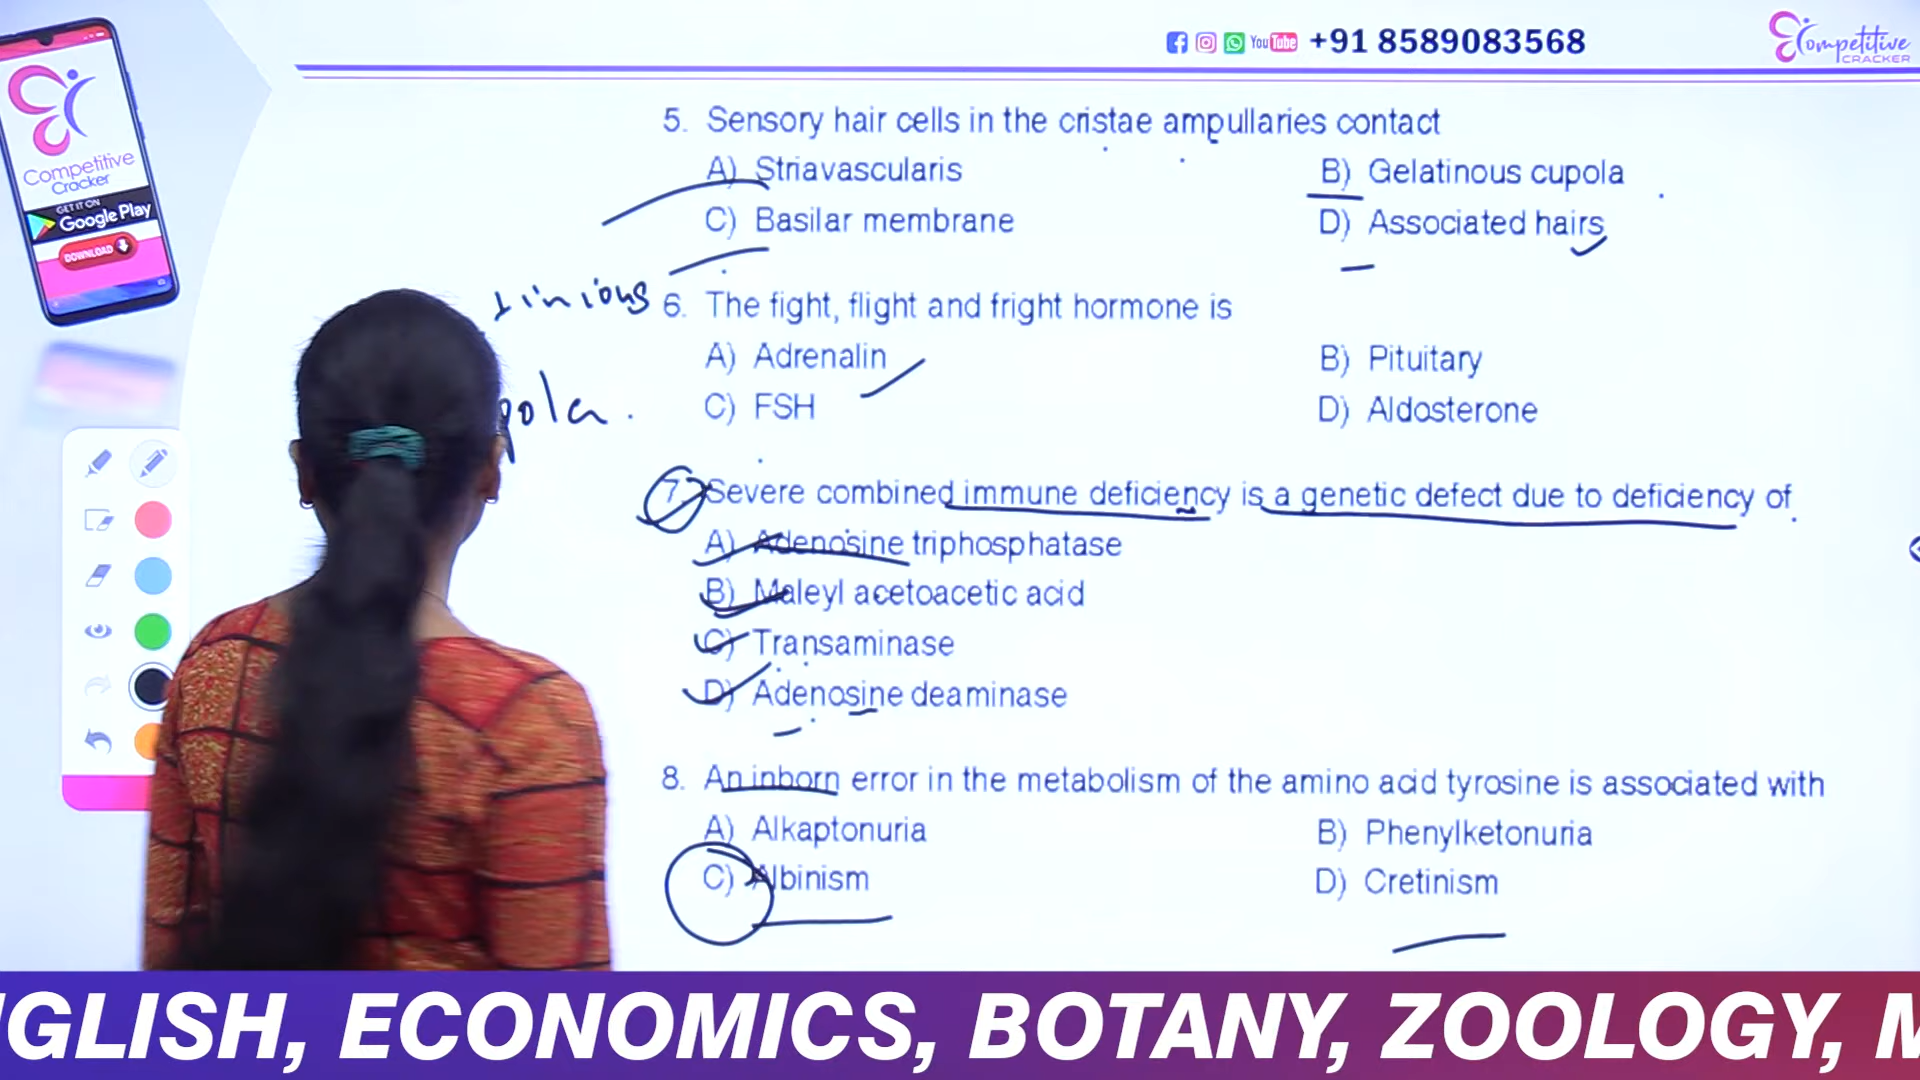 f YouTube +91 8589083568
Competitive
CRACKER
Competitive
Cracker
GET IT ON
Google Play
DOWNLOAD
5. Sensory hair cells in the cristae ampullaries contact
A) Striavascularis B) Gelatinous cupola
C) Basilar membrane D) Associated hairs
6. The fight, flight and fright hormone is
A) Adrenalin B) Pituitary
C) FSH D) Aldosterone
pola.
7. Severe combined immune deficiency is a genetic defect due to deficiency of
A) Adenosine triphosphatase
B) Maleyl acetoacetic acid
C) Transaminase
D) Adenosine deaminase
8. An inborn error in the metabolism of the amino acid tyrosine is associated with
A) Alkaptonuria B) Phenylketonuria
C) Albinism D) Cretinism
NGLISH, ECONOMICS, BOTANY, ZOOLOGY, M